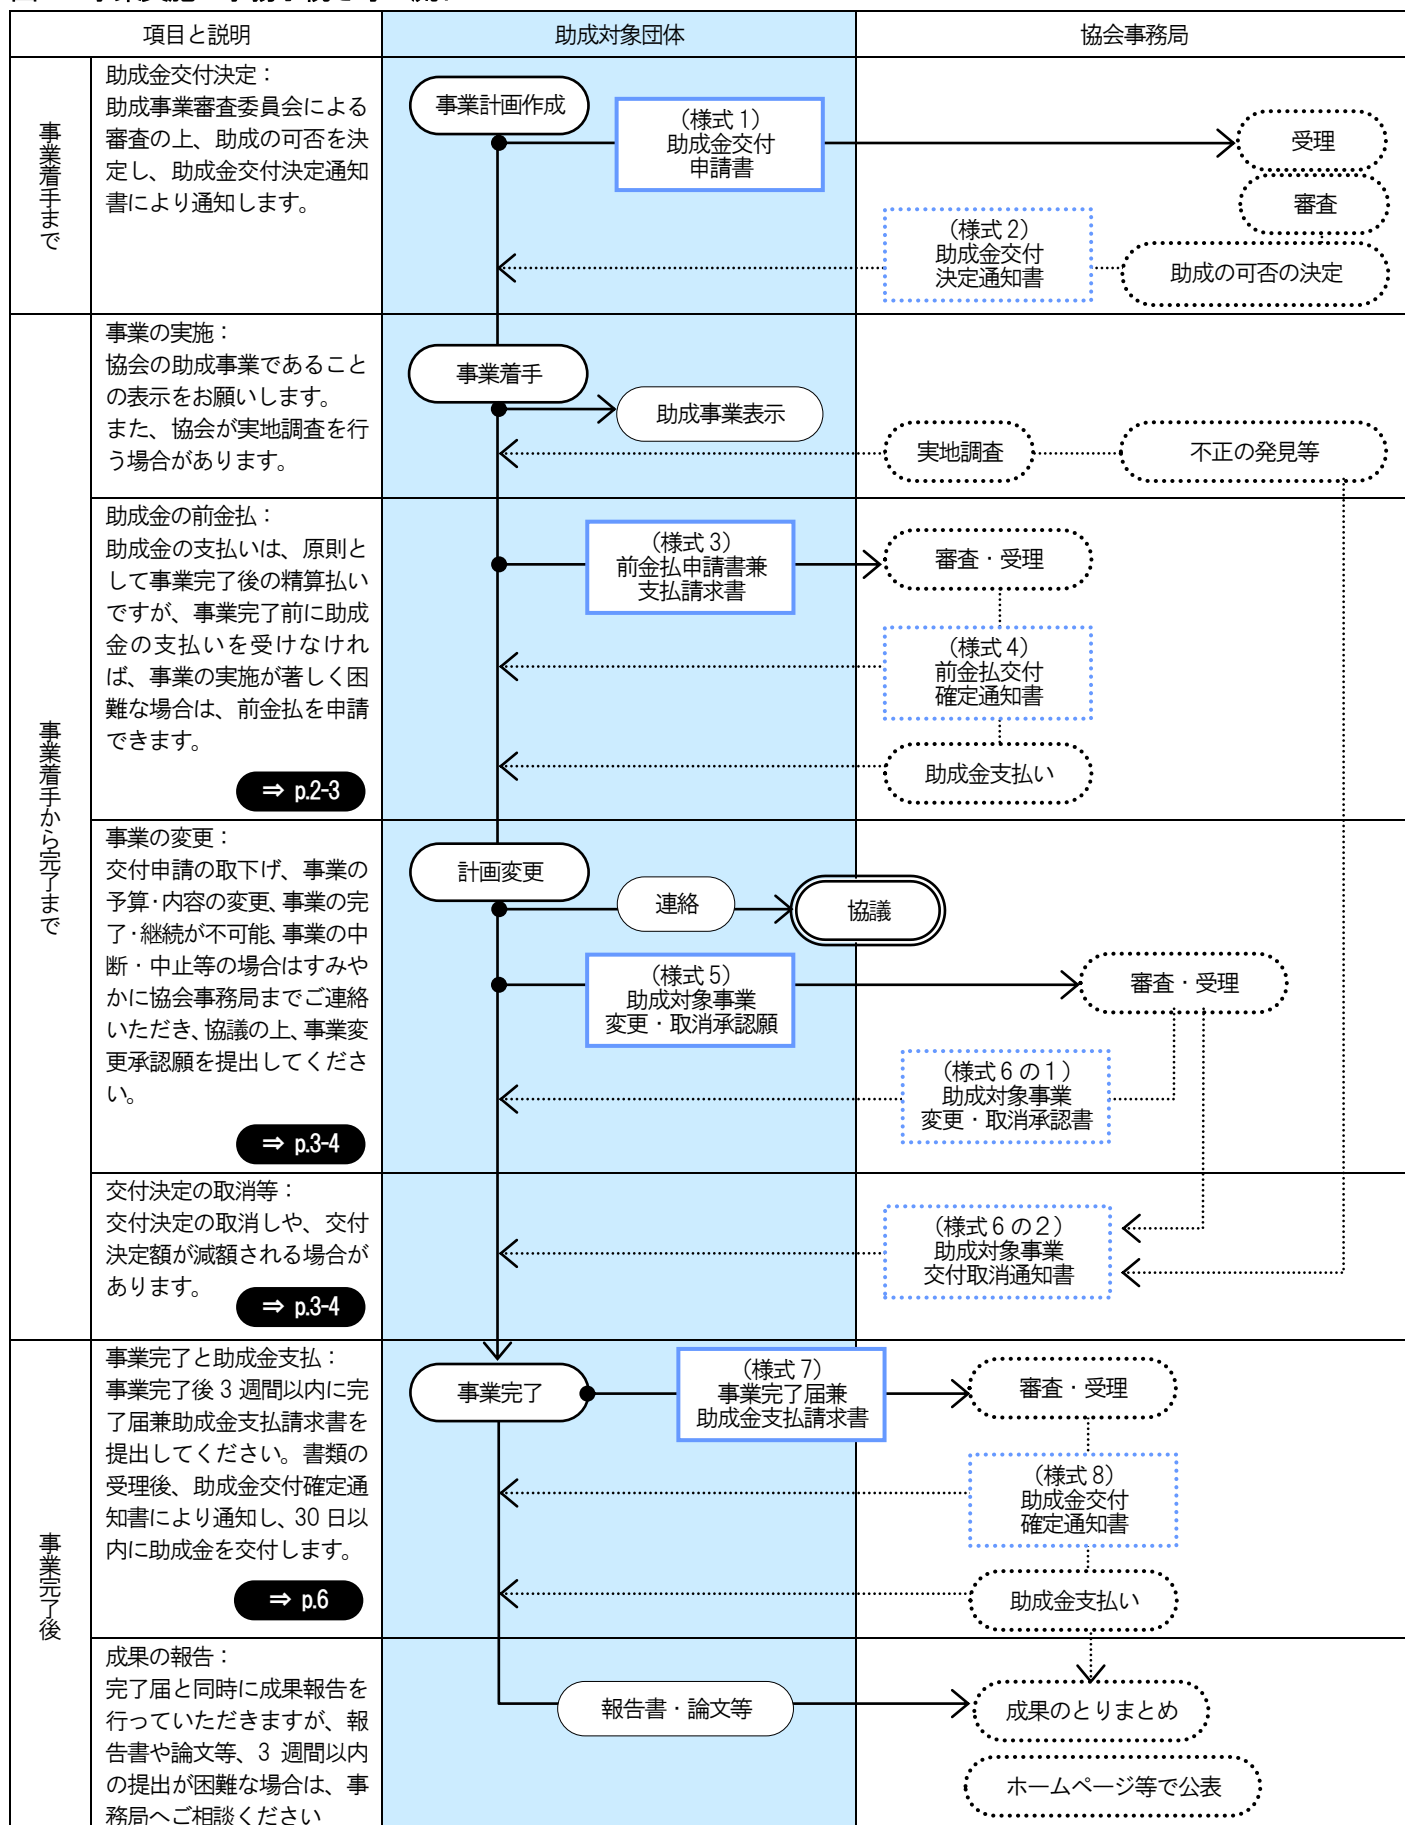 項目と説明
助成対象団体
協会事務局
事業着手まで
助成金交付決定：
助成事業審査委員会による
審査の上、助成の可否を決
定し、助成金交付決定通知
書により通知します。
事業計画作成
（様式1）
助成金交付
申請書
受理
審査
助成の可否の決定
（様式2）
助成金交付
決定通知書
事業着手から完了まで
事業の実施：
協会の助成事業であること
の表示をお願いします。
また、協会が実地調査を行
う場合があります。
事業着手
助成事業表示
実地調査
不正の発見等
助成金の前金払：
助成金の支払いは、原則と
して事業完了後の精算払い
ですが、事業完了前に助成
金の支払いを受けなけれ
ば、事業の実施が著しく困
難な場合は、前金払を申請
できます。
⇒ p.2-3
（様式3）
前金払申請書兼
支払請求書
審査・受理
（様式4）
前金払交付
確定通知書
助成金支払い
事業の変更：
交付申請の取下げ、事業の
予算・内容の変更、事業の完
了・継続が不可能、事業の中
断・中止等の場合はすみや
かに協会事務局までご連絡
いただき、協議の上、事業変
更承認願を提出してくださ
い。
⇒ p.3-4
計画変更
連絡
協議
（様式5）
助成対象事業
変更・取消承認願
審査・受理
（様式6の1）
助成対象事業
変更・取消承認書
交付決定の取消等：
交付決定の取消しや、交付
決定額が減額される場合が
あります。
⇒ p.3-4
（様式6の2）
助成対象事業
交付取消通知書
事業完了後
事業完了と助成金支払：
事業完了後3週間以内に完
了届兼助成金支払請求書を
提出してください。書類の
受理後、助成金交付確定通
知書により通知し、30日以
内に助成金を交付します。
⇒ p.6
事業完了
（様式7）
事業完了届兼
助成金支払請求書
審査・受理
（様式8）
助成金交付
確定通知書
助成金支払い
成果の報告：
完了届と同時に成果報告を
行っていただきますが、報
告書や論文等、3 週間以内
の提出が困難な場合は、事
務局へご相談ください
報告書・論文等
成果のとりまとめ
ホームページ等で公表